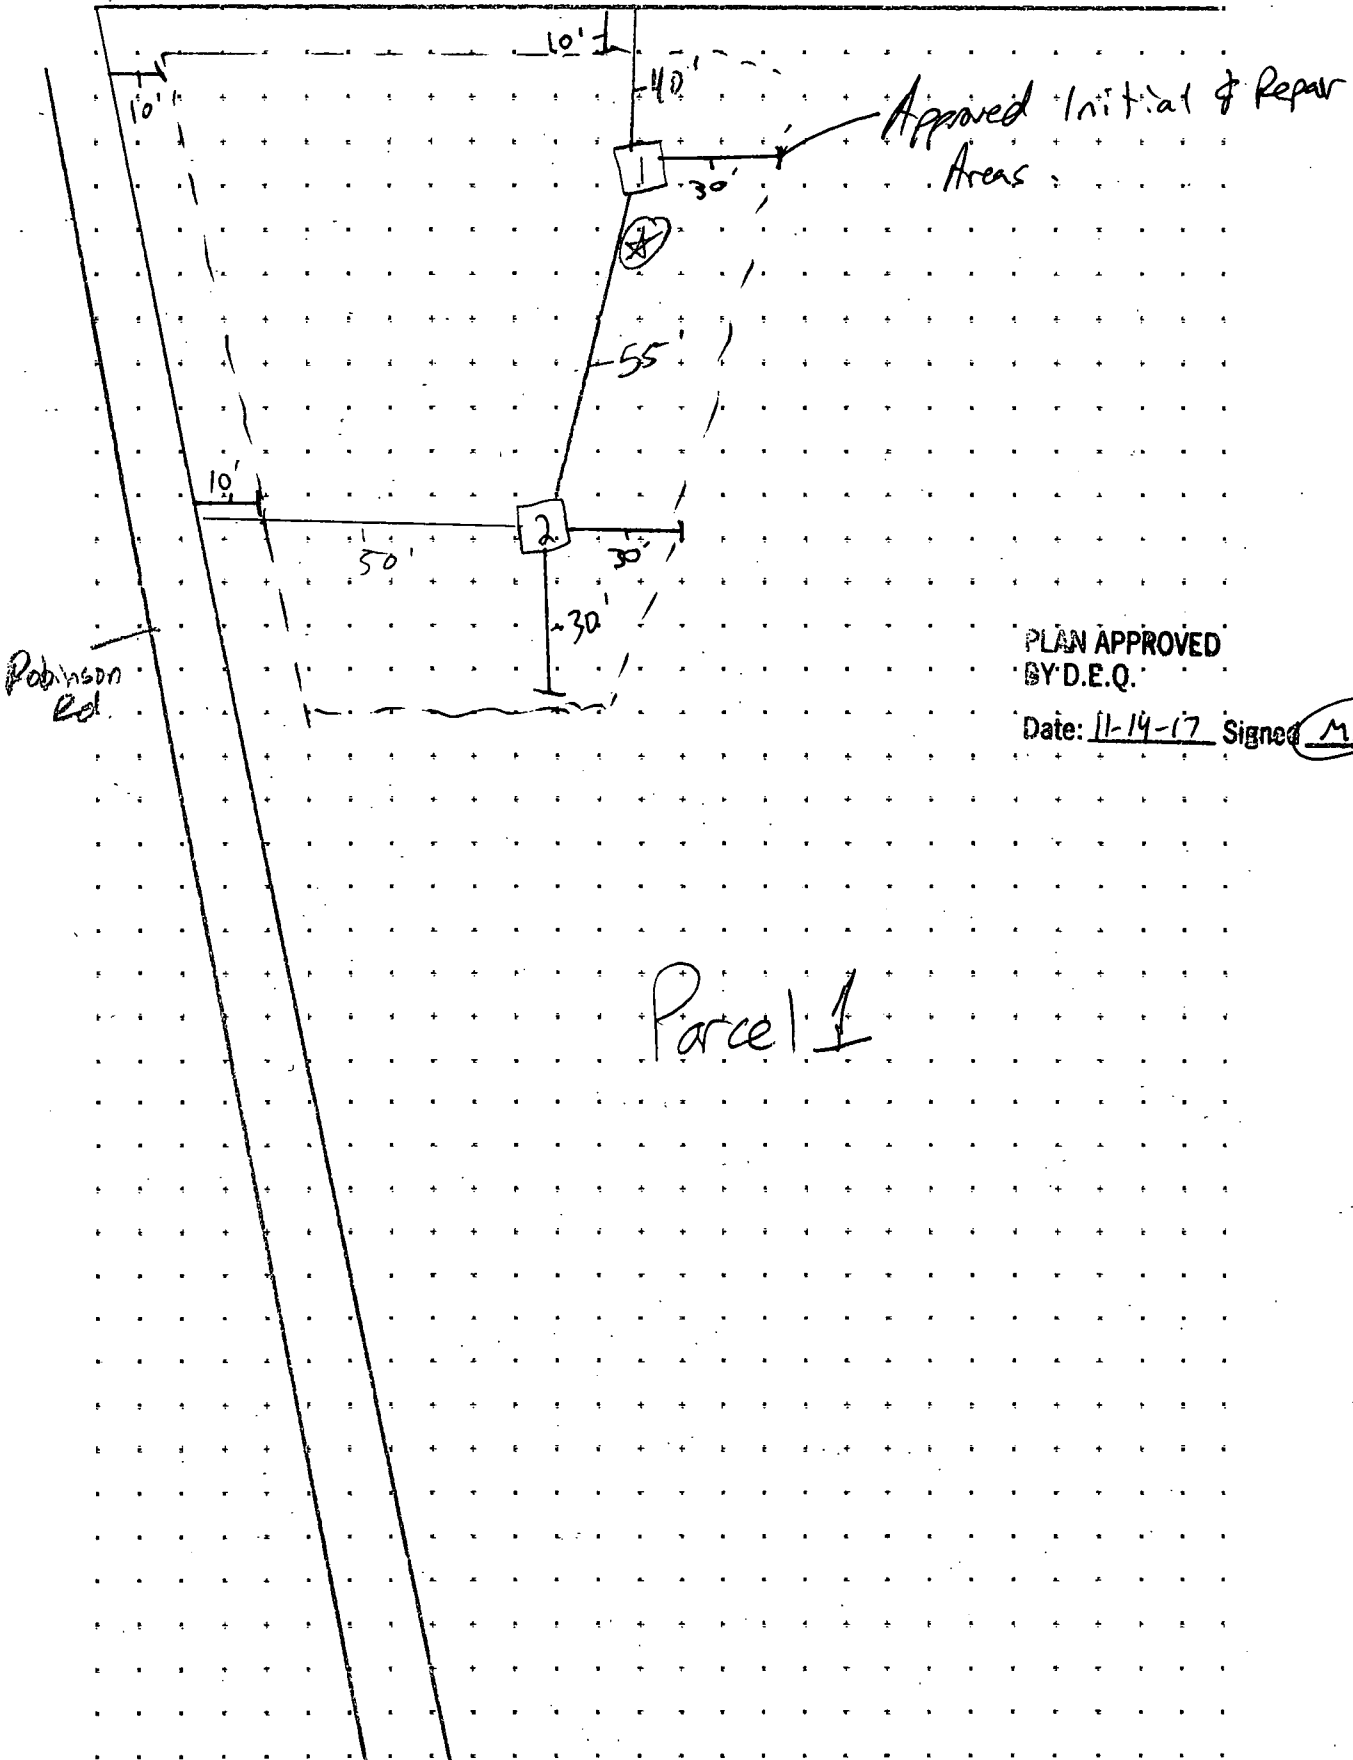 10'
40'
10'
Approved Initial & Repair
Areas.
1
30'
55'
10'
2
50'
30'
30'
Robinson
Rd.
PLAN APPROVED
BY D.E.Q.
Date: 11-14-17 Signed M
Parcel 1